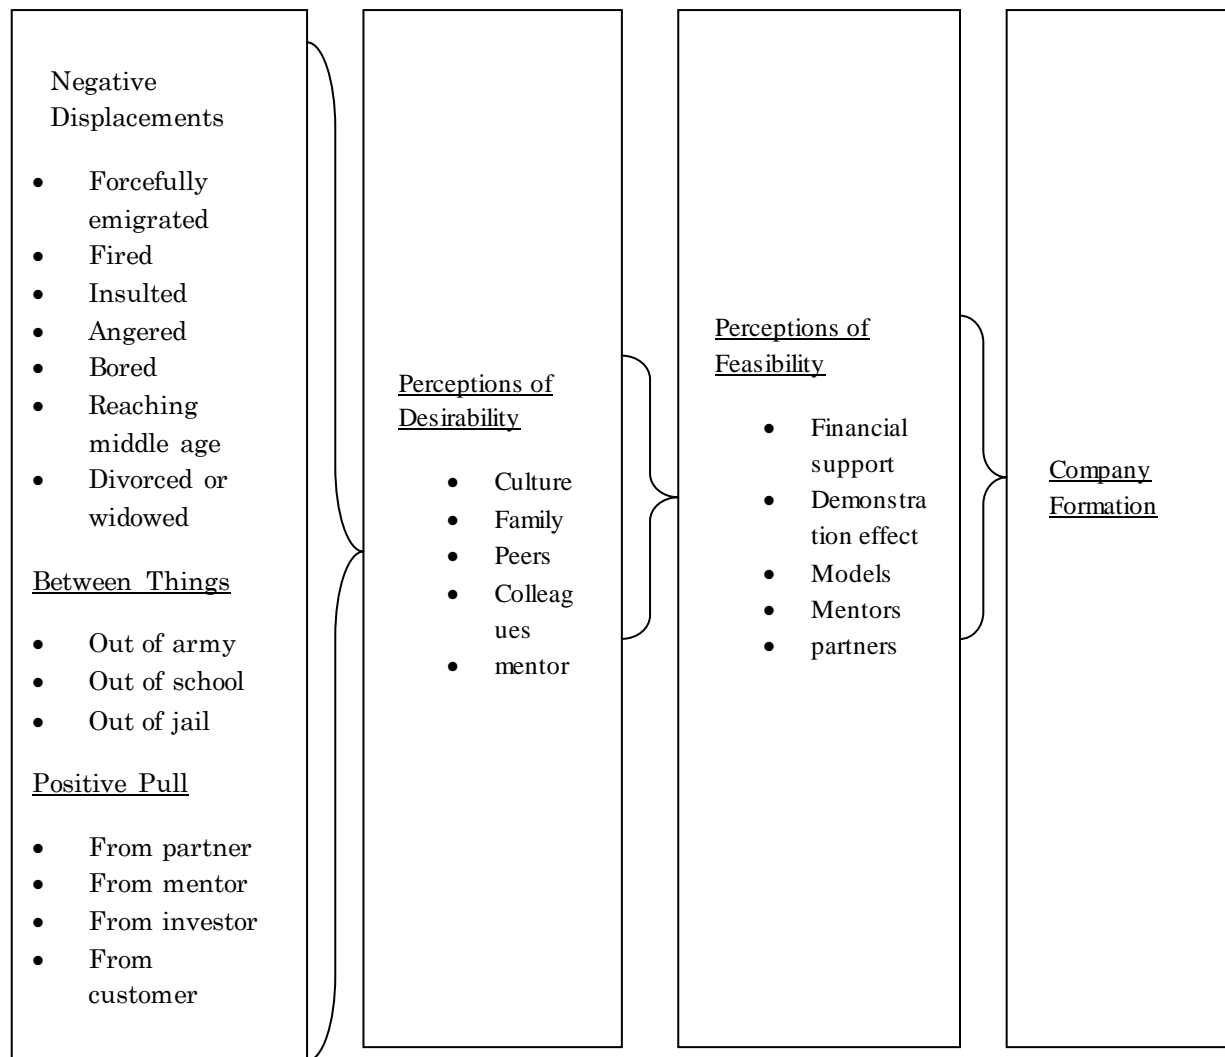 Negative
Displacements
• Forcefully
emigrated
• Fired
• Insulted
• Angered
• Bored
• Reaching
middle age
• Divorced or
widowed
Between Things
• Out of army
• Out of school
• Out of jail
Positive Pull
• From partner
• From mentor
• From investor
• From
customer
Perceptions of
Desirability
• Culture
• Family
• Peers
• Colleag
ues
• mentor
Perceptions of
Feasibility
• Financial
support
• Demonstra
tion effect
• Models
• Mentors
• partners
Company
Formation